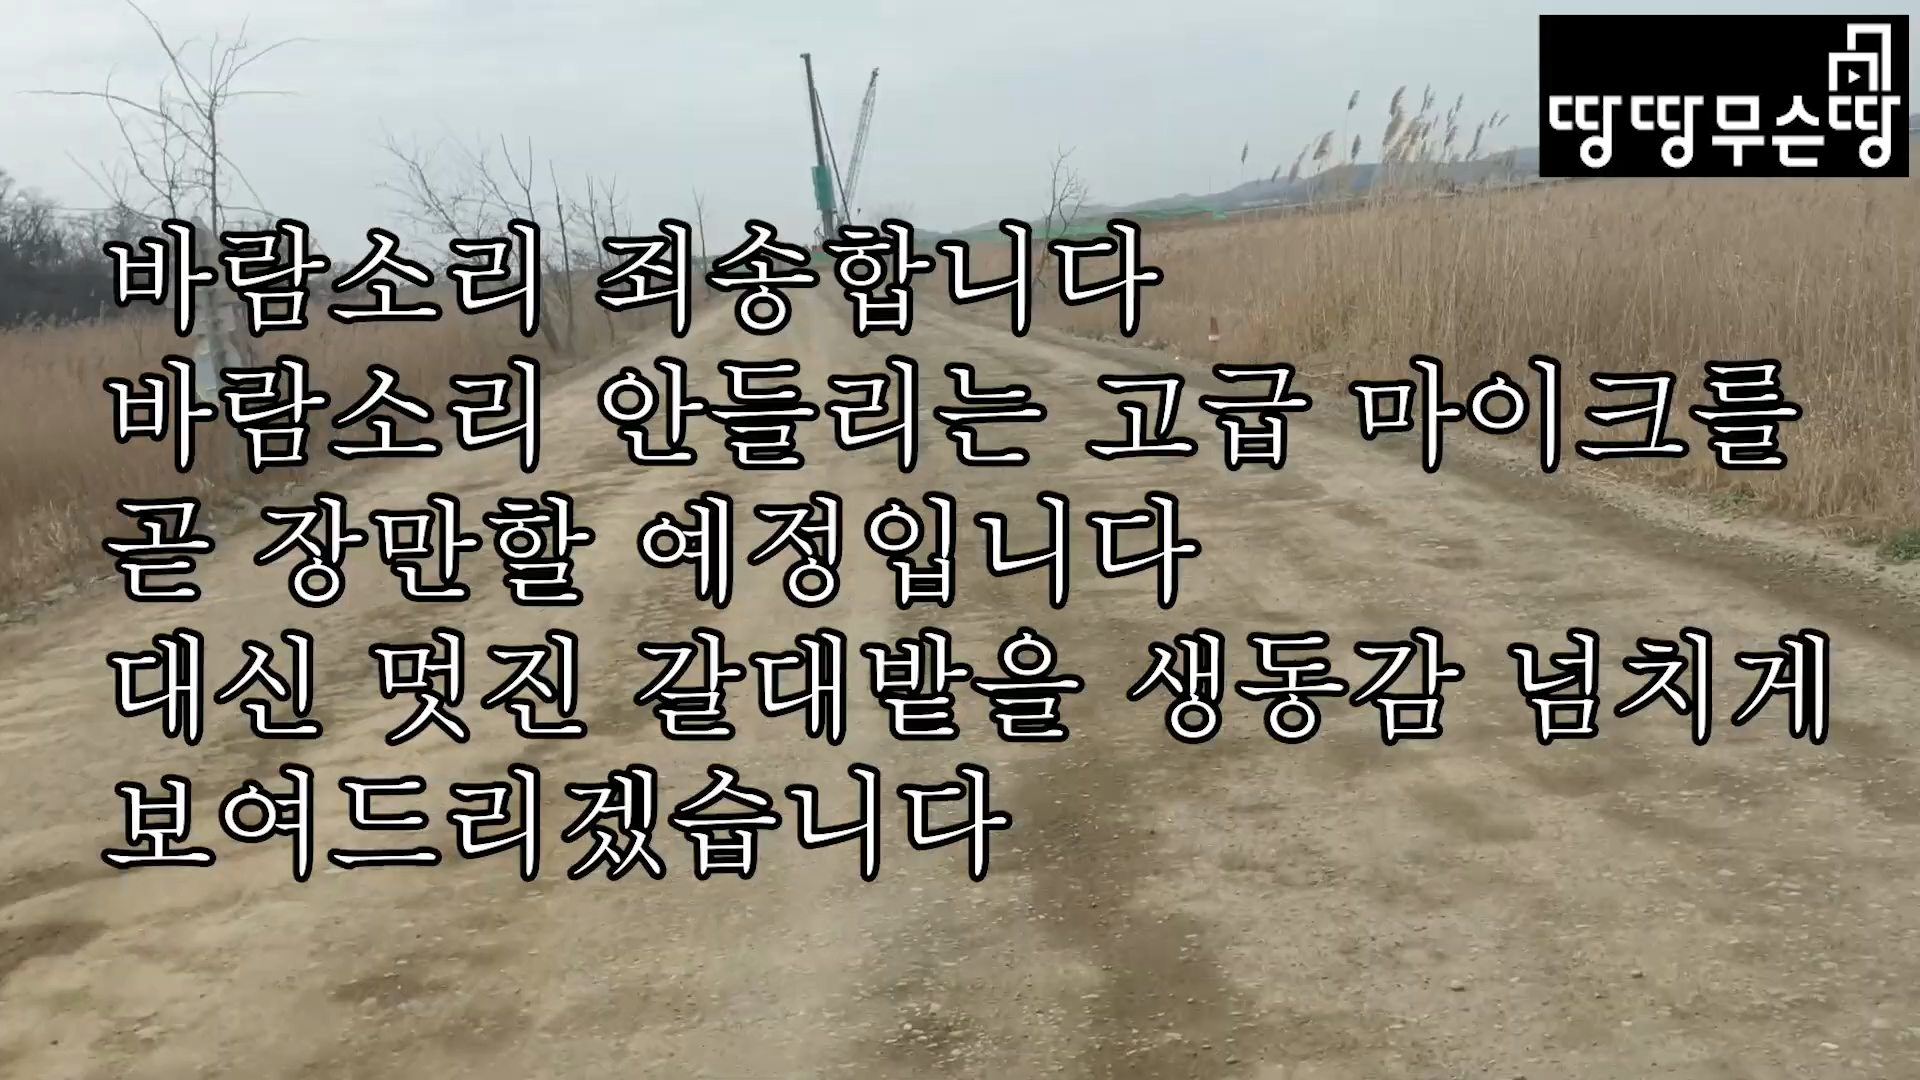 땅땅무슨땅
바람소리 죄송합니다
바람소리 안들리는 고급 마이크를
곧 장만할 예정입니다
대신 멋진 갈대밭을 생동감 넘치게
보여드리겠습니다